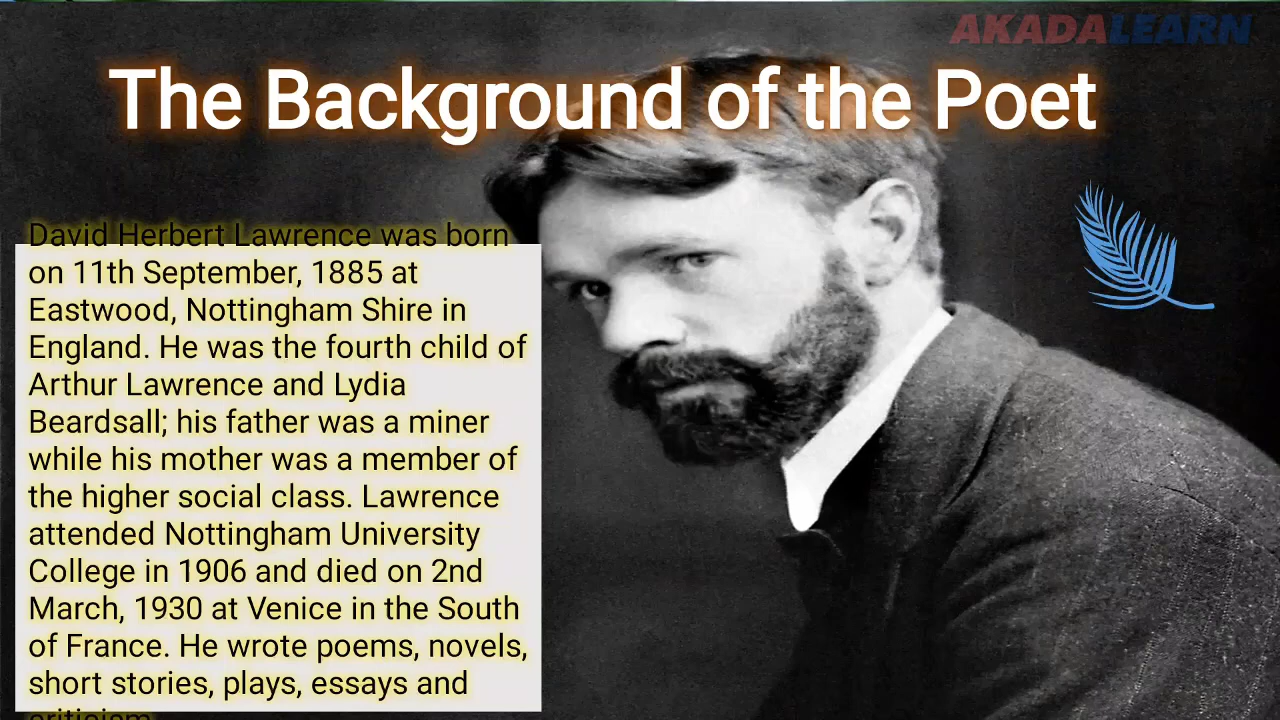 AKADALEARN
The Background of the Poet
David Herbert Lawrence was born
on 11th September, 1885 at
Eastwood, Nottingham Shire in
England. He was the fourth child of
Arthur Lawrence and Lydia
Beardsall; his father was a miner
while his mother was a member of
the higher social class. Lawrence
attended Nottingham University
College in 1906 and died on 2nd
March, 1930 at Venice in the South
of France. He wrote poems, novels,
short stories, plays, essays and
criticism